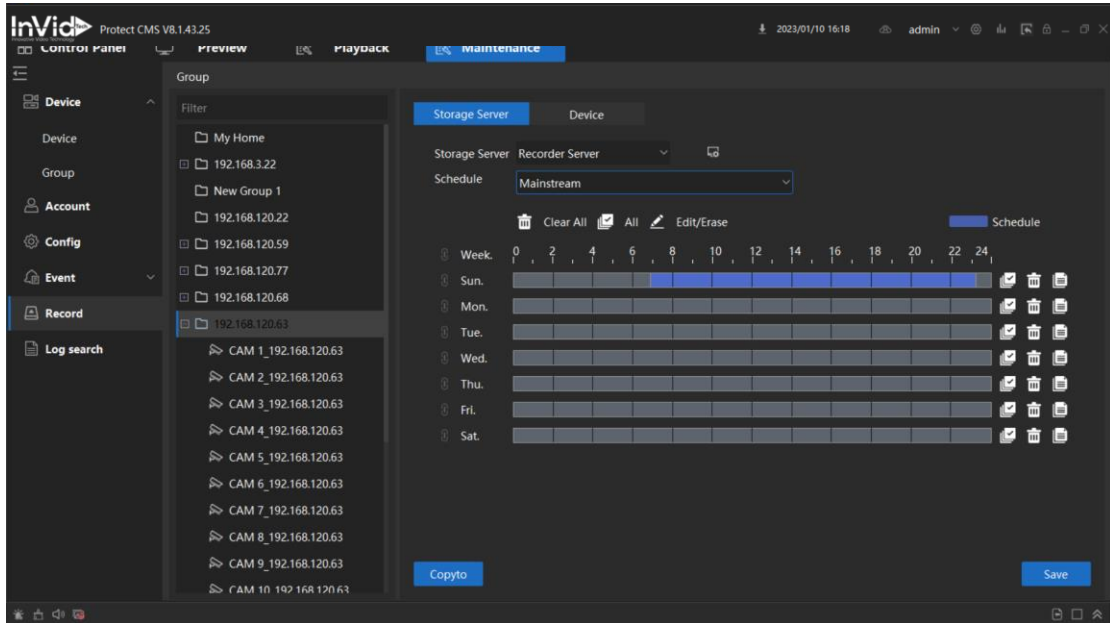 InVid Tech Protect CMS V8.1.43.25 2023/01/10 16:18 admin
Control Panel Preview Playback Maintenance
Group
Device
Filter
Storage Server Device
Device
My Home
Storage Server Recorder Server
192.168.3.22
Group
Schedule Mainstream
New Group 1
Account
192.168.120.22
Clear All All Edit/Erase Schedule
Config
192.168.120.59
Week. 0 2 4 6 8 10 12 14 16 18 20 22 24
Event
192.168.120.77
Sun.
192.168.120.68
Mon.
Record
192.168.120.63
Tue.
Log search
CAM 1_192.168.120.63
Wed.
CAM 2_192.168.120.63
Thu.
CAM 3_192.168.120.63
Fri.
CAM 4_192.168.120.63
Sat.
CAM 5_192.168.120.63
CAM 6_192.168.120.63
CAM 7_192.168.120.63
CAM 8_192.168.120.63
CAM 9_192.168.120.63
Copyto Save
CAM 10_192.168.120.63